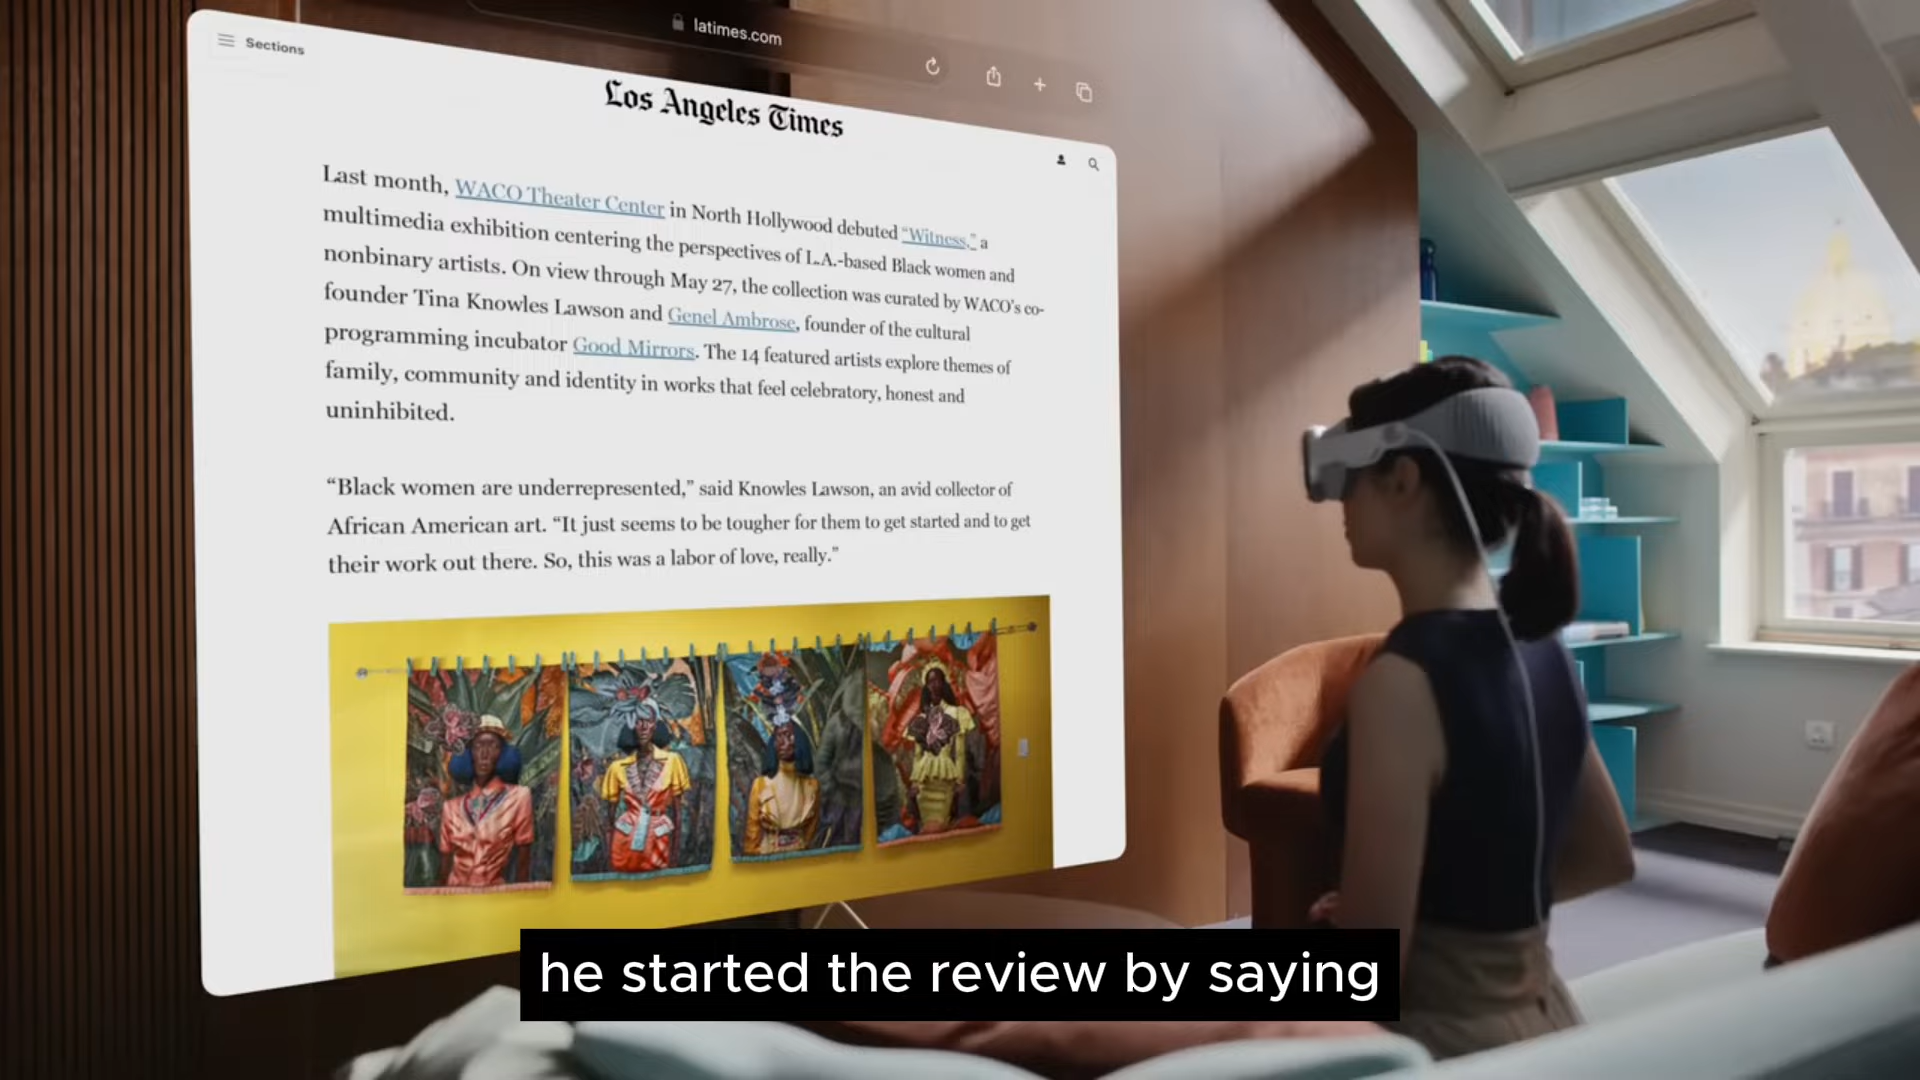 latimes.com
Sections
Los Angeles Times
Last month, WACO Theater Center in North Hollywood debuted “Witness,” a
multimedia exhibition centering the perspectives of L.A.-based Black women and
nonbinary artists. On view through May 27, the collection was curated by WACO’s co-
founder Tina Knowles Lawson and Genel Ambrose, founder of the cultural
programming incubator Good Mirrors. The 14 featured artists explore themes of
family, community and identity in works that feel celebratory, honest and
uninhibited.
“Black women are underrepresented,” said Knowles Lawson, an avid collector of
African American art. “It just seems to be tougher for them to get started and to get
their work out there. So, this was a labor of love, really.”
he started the review by saying